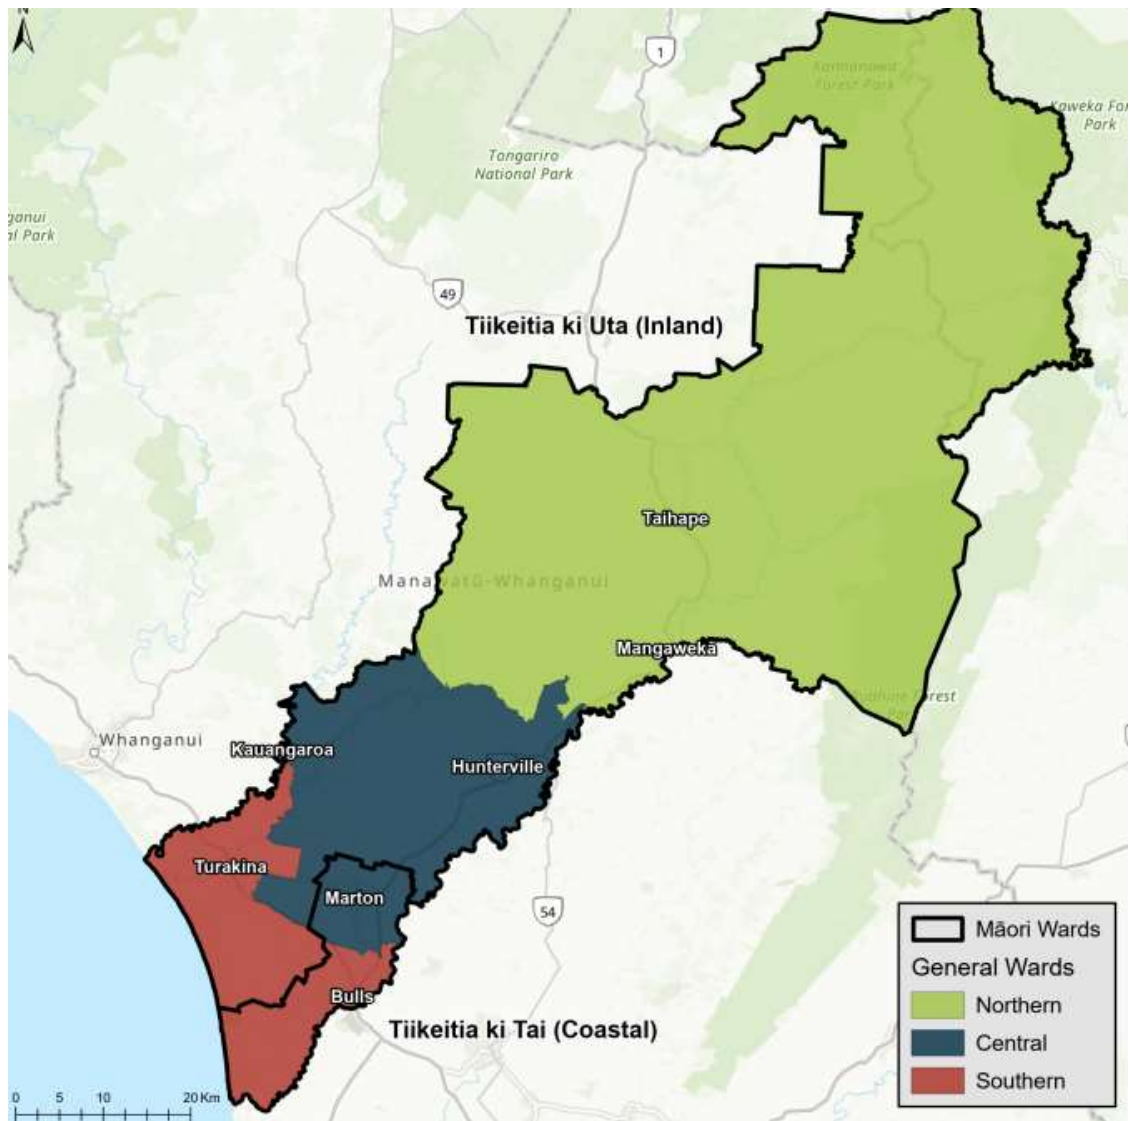 N
1
Kaimanawa
Forest Park
Kaweka For
Park
Tongariro
National Park
ganui
al Park
49
Tiikeitia ki Uta (Inland)
Taihape
Manawatū-Whanganui
Mangaweka
Forest
Whanganui
Kauangaroa
Hunterville
Turakina
Marton
54
Bulls
Tiikeitia ki Tai (Coastal)
Māori Wards
General Wards
Northern
Central
Southern
0 5 10 20 Km